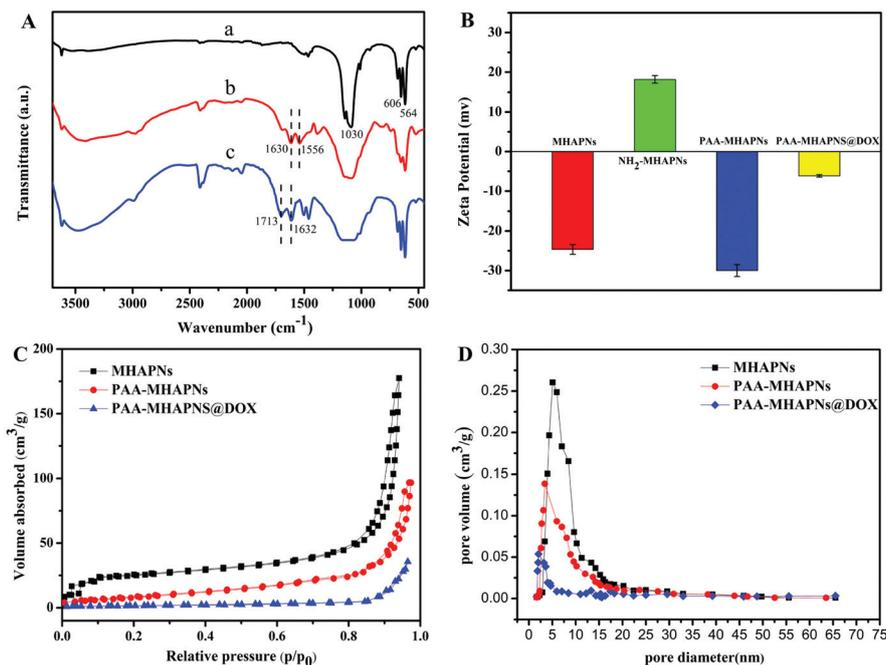 A
a
b
c
606
564
1030
1630
1556
1713
1632
Transmittance (a.u.)
3500 3000 2500 2000 1500 1000 500
Wavenumber (cm-1)
B
Zeta Potential (mv)
30
20
10
0
-10
-20
-30
MHAPNs
NH2-MHAPNs
PAA-MHAPNs
PAA-MHAPNS@DOX
C
Volume absorbed (cm3/g)
200
150
100
50
0
MHAPNs
PAA-MHAPNs
PAA-MHAPNS@DOX
0.0 0.2 0.4 0.6 0.8 1.0
Relative pressure (p/p0)
D
pore volume (cm3/g)
0.30
0.25
0.20
0.15
0.10
0.05
0.00
MHAPNs
PAA-MHAPNs
PAA-MHAPNs@DOX
0 5 10 15 20 25 30 35 40 45 50 55 60 65 70 75
pore diameter(nm)